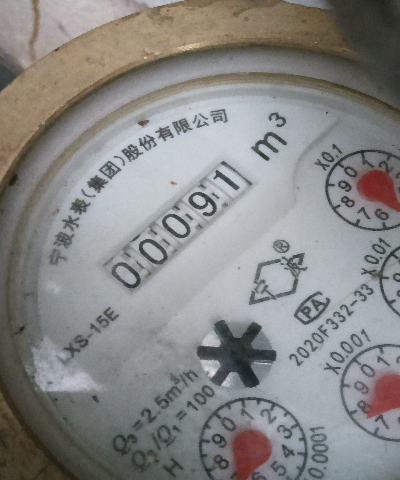 宁波水表(集团)股份有限公司
00091 m³
LXS-15E
宁波®
PA
2020F332-33
Q3=2.5m³/h
Q3/Q1=100
H
X0.1
X0.01
X0.001
0.0001